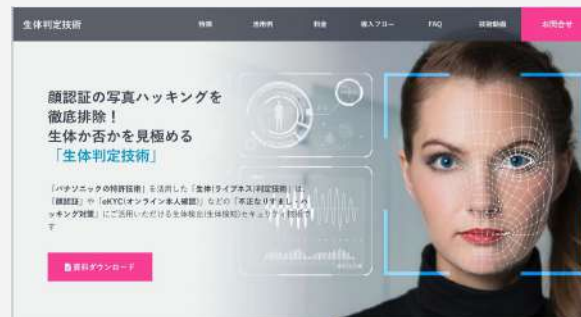 生体判定技術
特徴 活用例 料金 導入フロー FAQ 技術動画 お問合せ
顔認証の写真ハッキングを
徹底排除！
生体か否かを見極める
「生体判定技術」
「パナソニックの特許技術」を活用した「生体(ライブネス)判定技術」は、
「顔認証」や「eKYC(オンライン本人確認)」などの「不正なりすまし・ハ
ッキング対策」にご活用いただける生体検出(生体検知)セキュリティ技術で
す
資料ダウンロード